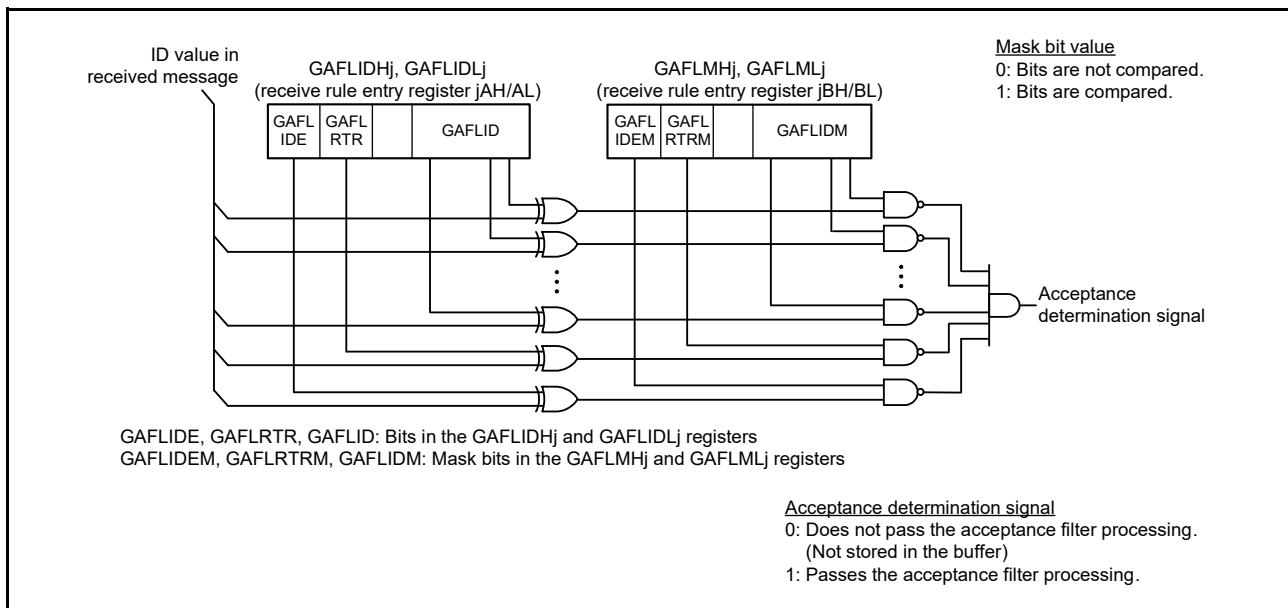 ID value in
received message
GAFLIDHj, GAFLIDLj
(receive rule entry register jAH/AL)
GAFL
IDE
GAFL
RTR
GAFLID
GAFLMHj, GAFLMLj
(receive rule entry register jBH/BL)
GAFL
IDEM
GAFL
RTRM
GAFLIDM
Mask bit value
0: Bits are not compared.
1: Bits are compared.
Acceptance
determination signal
GAFLIDE, GAFLRTR, GAFLID: Bits in the GAFLIDHj and GAFLIDLj registers
GAFLIDEM, GAFLRTRM, GAFLIDM: Mask bits in the GAFLMHj and GAFLMLj registers
Acceptance determination signal
0: Does not pass the acceptance filter processing.
(Not stored in the buffer)
1: Passes the acceptance filter processing.